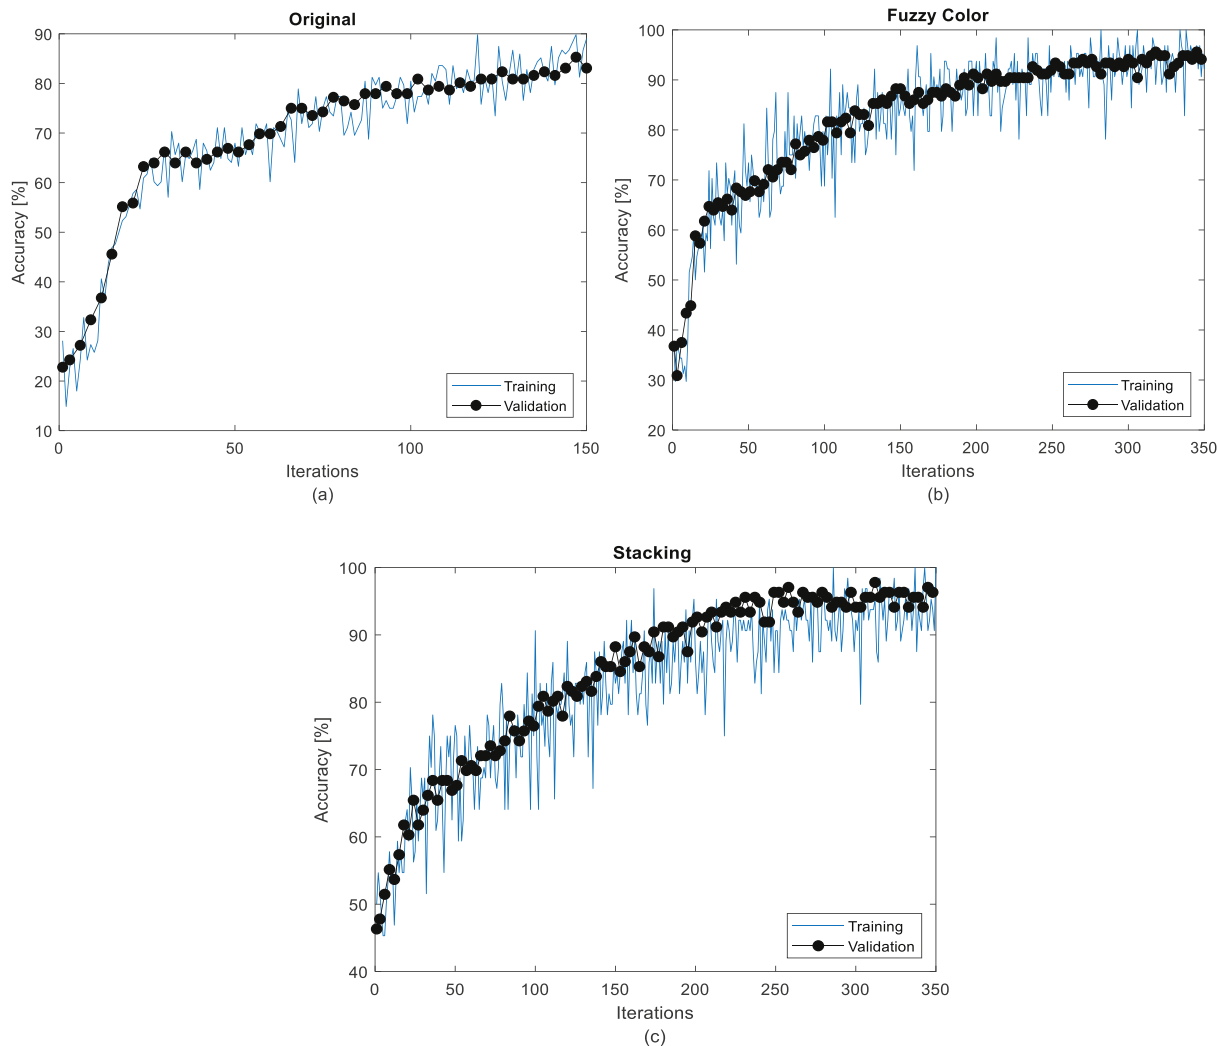 Original
90
80
70
60
50
40
30
20
10
Accuracy [%]
Training
Validation
0 50 100 150
Iterations
(a)
Fuzzy Color
100
90
80
70
60
50
40
30
20
Accuracy [%]
Training
Validation
0 50 100 150 200 250 300 350
Iterations
(b)
Stacking
100
90
80
70
60
50
40
Accuracy [%]
Training
Validation
0 50 100 150 200 250 300 350
Iterations
(c)